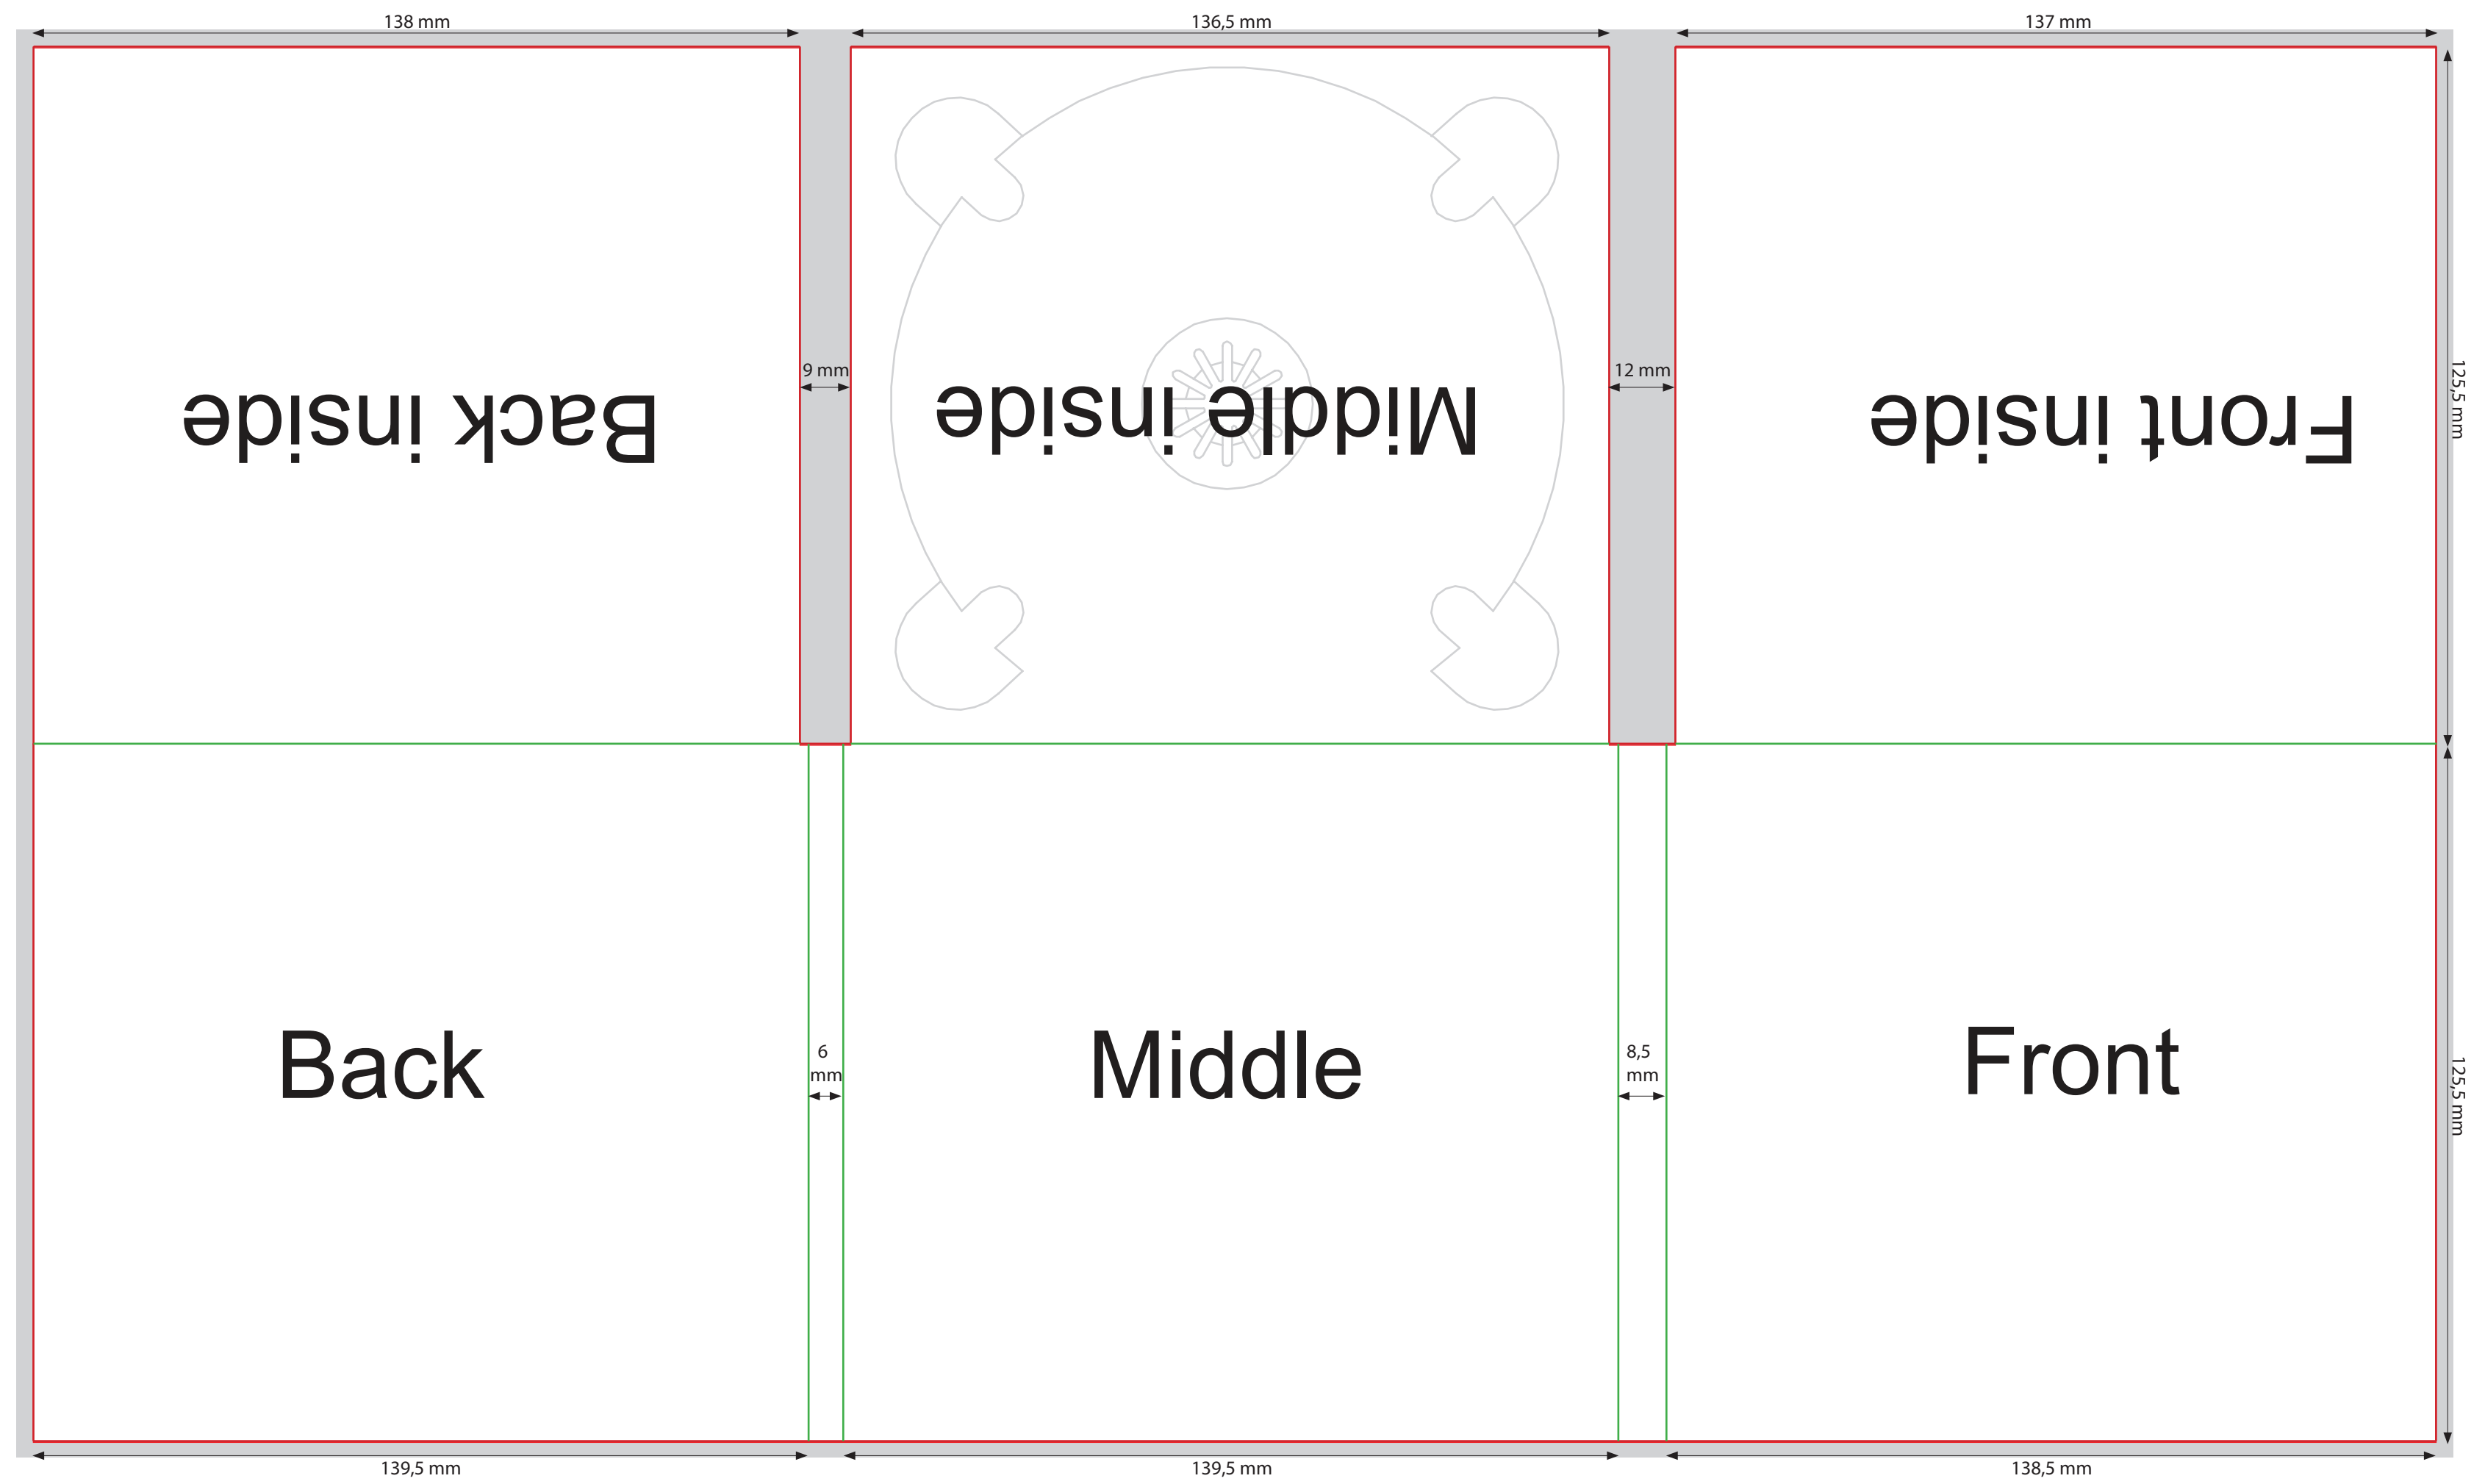 138 mm
136,5 mm
137 mm
9 mm
12 mm
125,5 mm
Back inside
Middle inside
Front inside
6
mm
8,5
mm
125,5 mm
Back
Middle
Front
139,5 mm
139,5 mm
138,5 mm